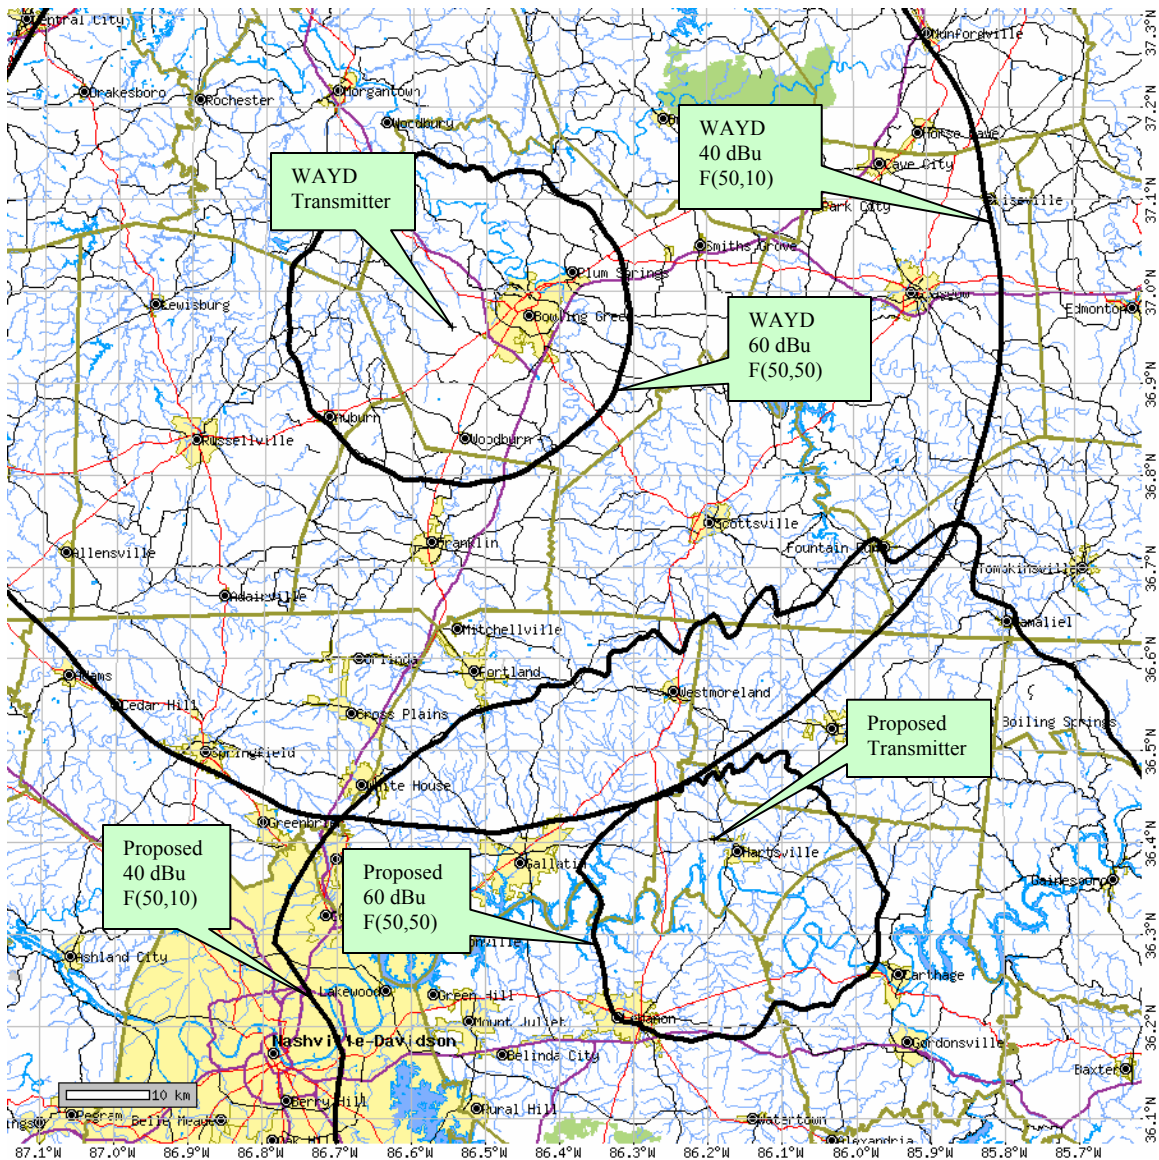 Central City
Munfordville
37.3°N
Drakesboro
Rochester
Morgantown
Woodbury
37.2°N
WAYD
40 dBu
F(50,10)
Horse Cave
Cave City
WAYD
Transmitter
37.1°N
Park City
Smiths Grove
Plum Springs
37.0°N
Lewisburg
Bowling Green
Glasgow
Edmonton
WAYD
60 dBu
F(50,50)
36.9°N
Auburn
Russellville
Woodburn
36.8°N
Scottsville
Franklin
Fountain Run
Allensville
Tompkinsville
36.7°N
Adairville
Gamaliel
Mitchellville
Orlinda
Portland
36.6°N
Adams
Westmoreland
Cedar Hill
Cross Plains
Proposed
Transmitter
Boiling Springs
Springfield
36.5°N
White House
Greenbrier
Proposed
40 dBu
F(50,10)
Proposed
60 dBu
F(50,50)
Gallatin
Hartsville
36.4°N
Gainesboro
36.3°N
Ashland City
Carthage
Lakewood
Green Hill
Mount Juliet
Lebanon
36.2°N
Nashville-Davidson
Belinda City
Gordonsville
Baxter
10 km
Berry Hill
Pegram
Belle Meade
Rural Hill
Watertown
36.1°N
Oak Hill
Alexandria
87.1°W 87.0°W 86.9°W 86.8°W 86.7°W 86.6°W 86.5°W 86.4°W 86.3°W 86.2°W 86.1°W 86.0°W 85.9°W 85.8°W 85.7°W